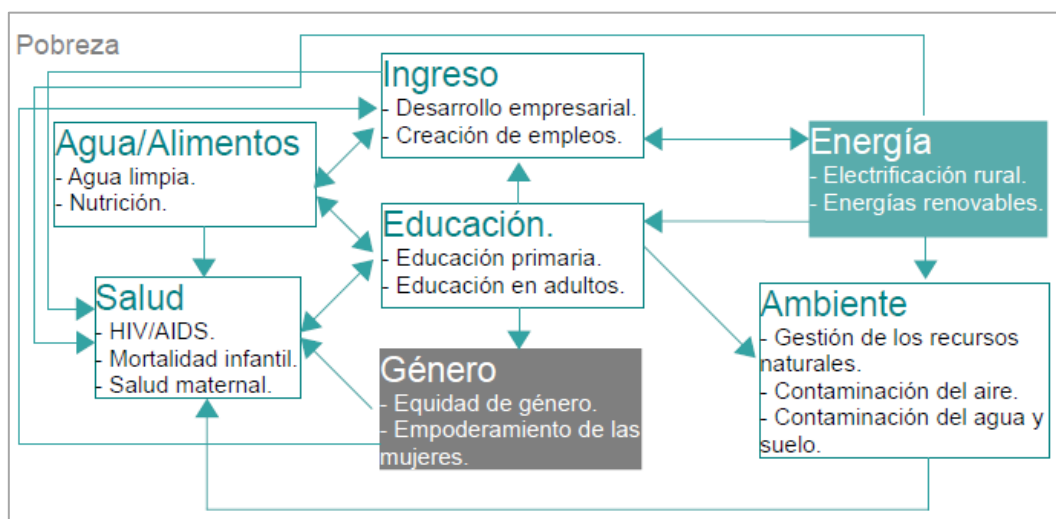 Pobreza
Ingreso
- Desarrollo empresarial.
- Creación de empleos.
Agua/Alimentos
- Agua limpia.
- Nutrición.
Energía
- Electrificación rural.
- Energías renovables.
Educación.
- Educación primaria.
- Educación en adultos.
Salud
- HIV/AIDS.
- Mortalidad infantil.
- Salud maternal.
Ambiente
- Gestión de los recursos
naturales.
- Contaminación del aire.
- Contaminación del agua y
suelo.
Género
- Equidad de género.
- Empoderamiento de las
mujeres.